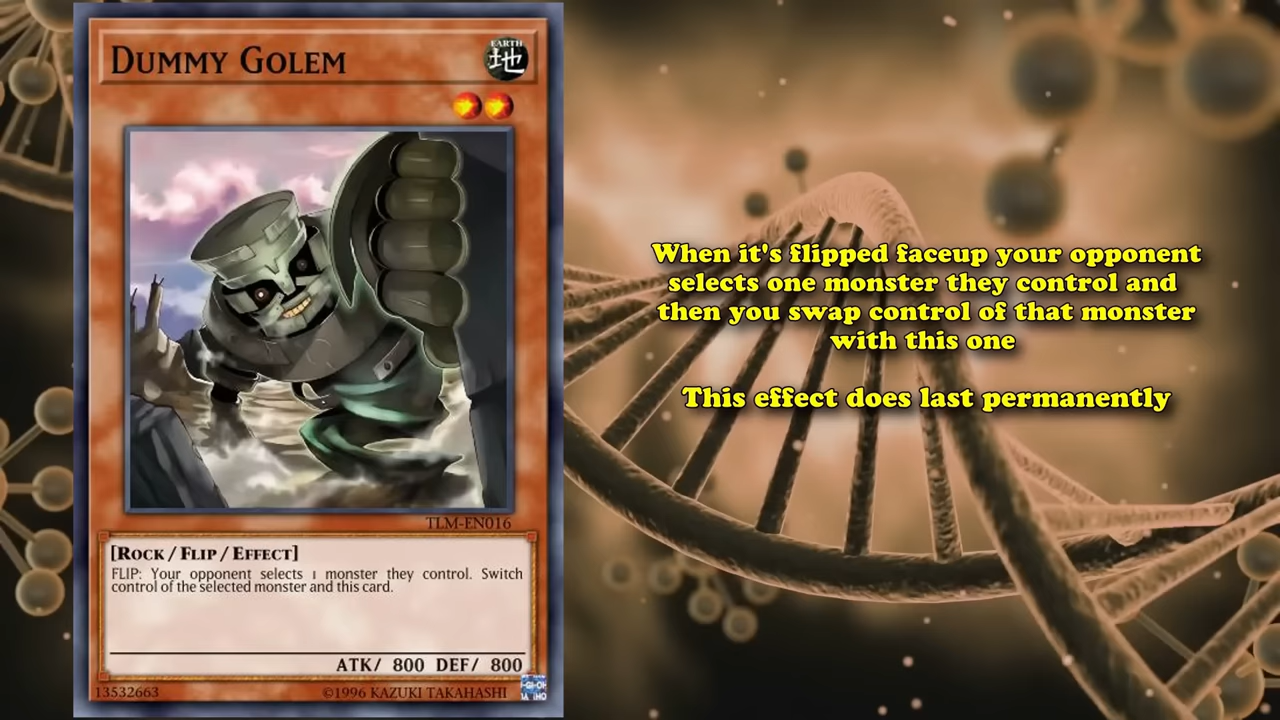 DUMMY GOLEM
EARTH
地
TLM-EN016
[ROCK / FLIP / EFFECT]
FLIP: Your opponent selects 1 monster they control. Switch
control of the selected monster and this card.
ATK/ 800 DEF/ 800
13532663
©1996 KAZUKI TAKAHASHI
When it's flipped faceup your opponent
selects one monster they control and
then you swap control of that monster
with this one
This effect does last permanently